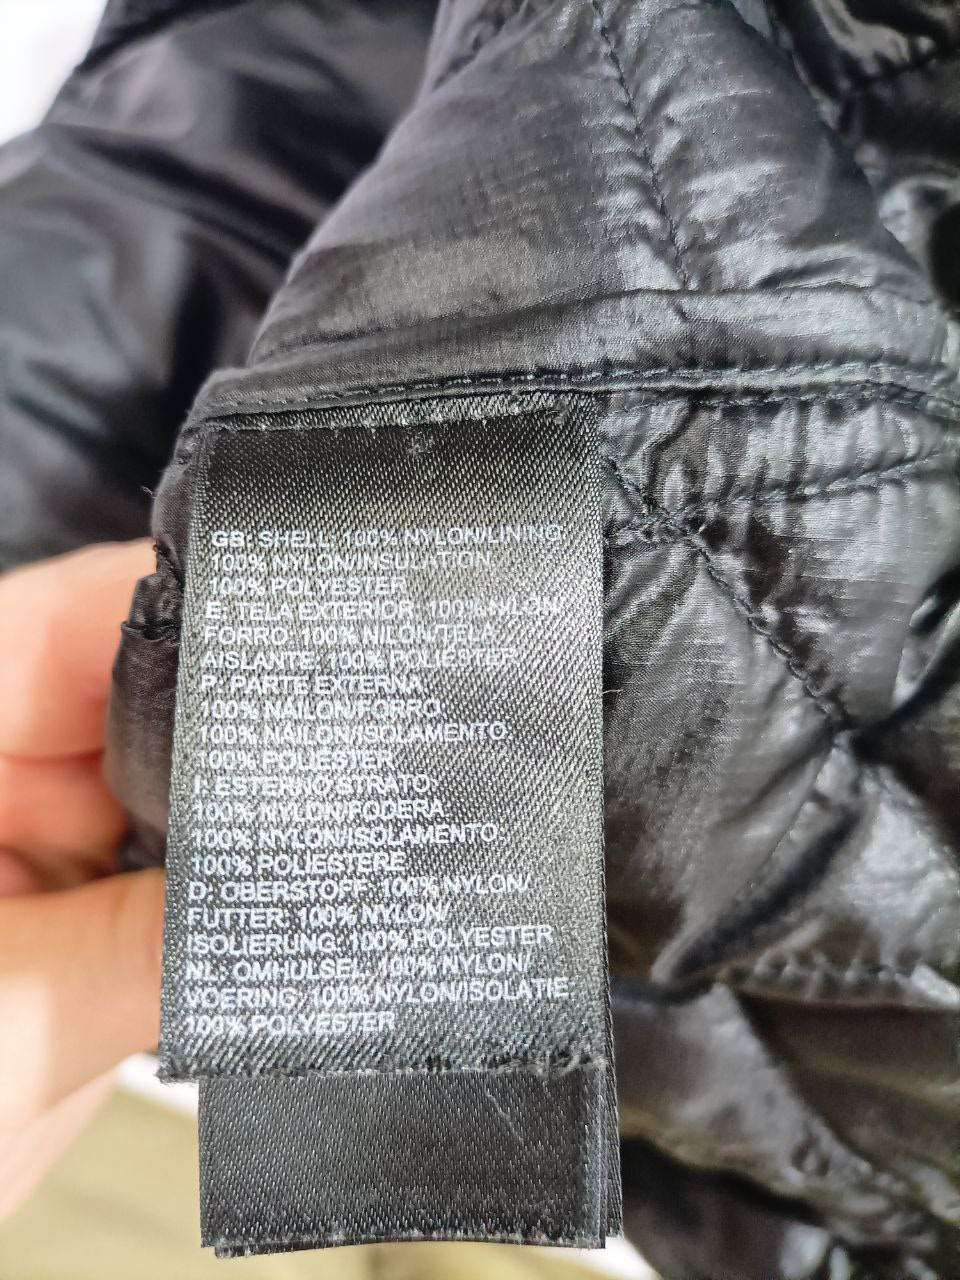 GB: SHELL: 100% NYLON/LINING
100% NYLON/INSULATION
100% POLYESTER
E: TELA EXTERIOR: 100% NILON/
FORRO: 100% NILON/TELA
AISLANTE: 100% POLIESTER
P: PARTE EXTERNA
100% NAILON/FORRO
100% NAILON/ISOLAMENTO
100% POLIESTER
I: ESTERNO STRATO
100% NYLON/FODERA
100% NYLON/ISOLAMENTO
100% POLIESTERE
D: OBERSTOFF: 100% NYLON/
FUTTER: 100% NYLON/
ISOLIERUNG: 100% POLYESTER
NL: OMHULSEL: 100% NYLON/
VOERING: 100% NYLON/ISOLATIE
100% POLYESTER